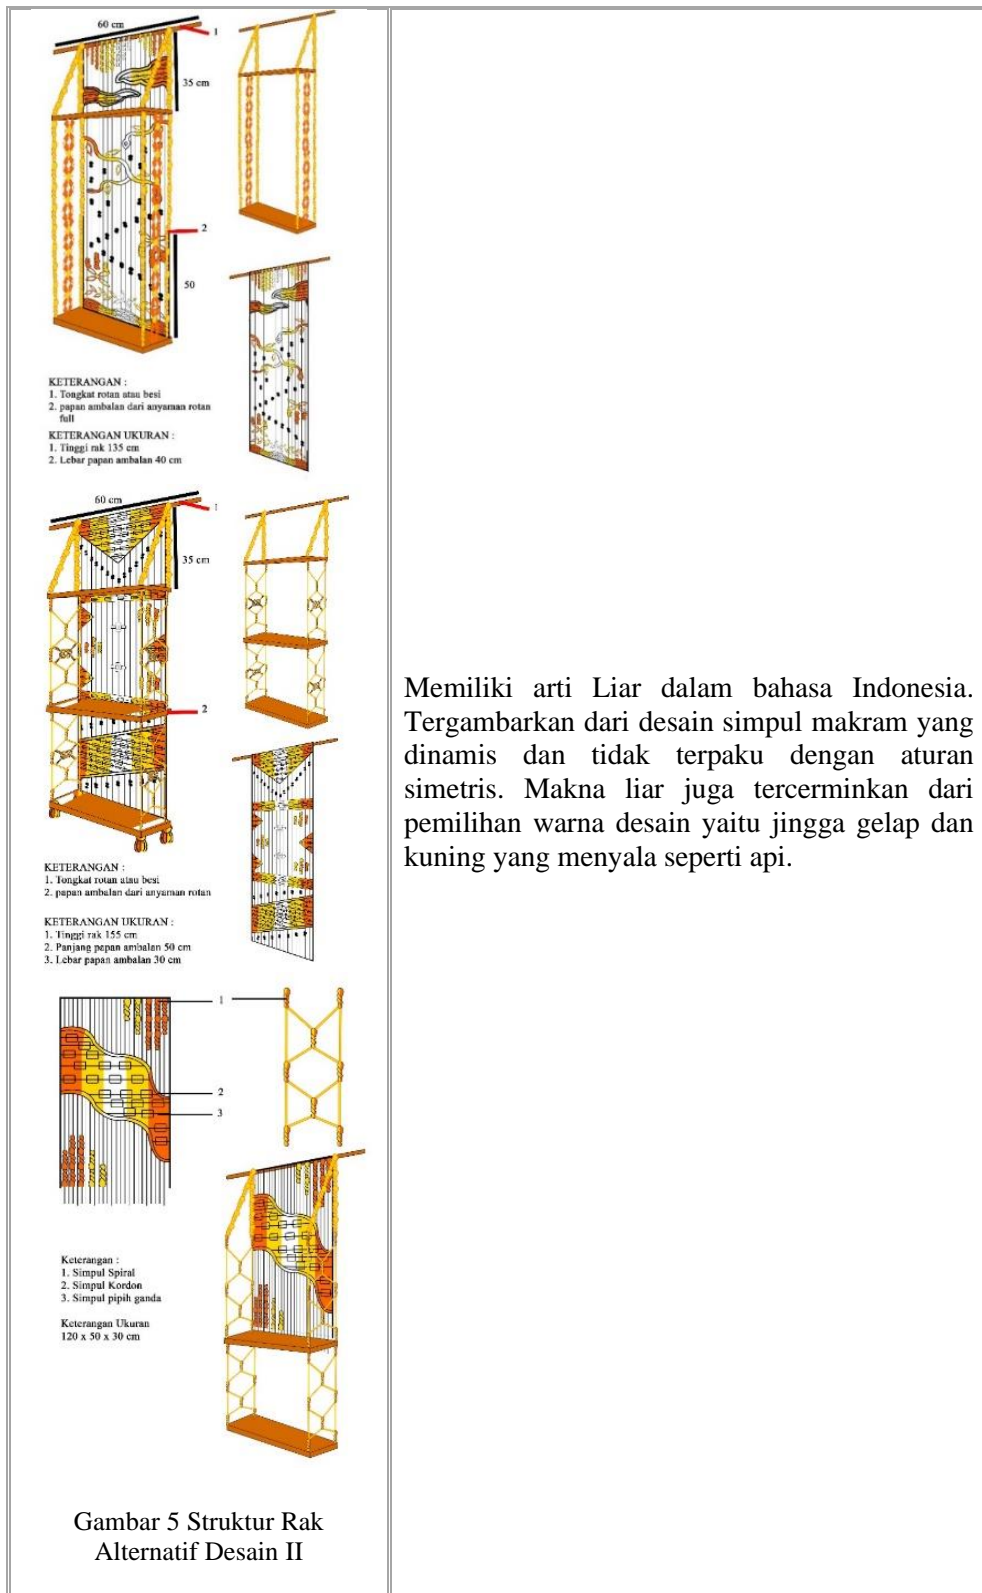 60 cm
1
35 cm
2
50
KETERANGAN :
1. Tongkat rotan atau besi
2. papan ambalan dari anyaman rotan
full
KETERANGAN UKURAN :
1. Tinggi rak 135 cm
2. Lebar papan ambalan 40 cm
60 cm
1
35 cm
2
KETERANGAN :
1. Tongkat rotan atau besi
2. papan ambalan dari anyaman rotan
KETERANGAN UKURAN :
1. Tinggi rak 155 cm
2. Panjang papan ambalan 50 cm
3. Lebar papan ambalan 30 cm
1
2
3
Keterangan :
1. Simpul Spiral
2. Simpul Kordon
3. Simpul pipih ganda
Keterangan Ukuran
120 x 50 x 30 cm
Gambar 5 Struktur Rak
Alternatif Desain II
Memiliki arti Liar dalam bahasa Indonesia.
Tergambarkan dari desain simpul makram yang
dinamis dan tidak terpaku dengan aturan
simetris. Makna liar juga tercerminkan dari
pemilihan warna desain yaitu jingga gelap dan
kuning yang menyala seperti api.